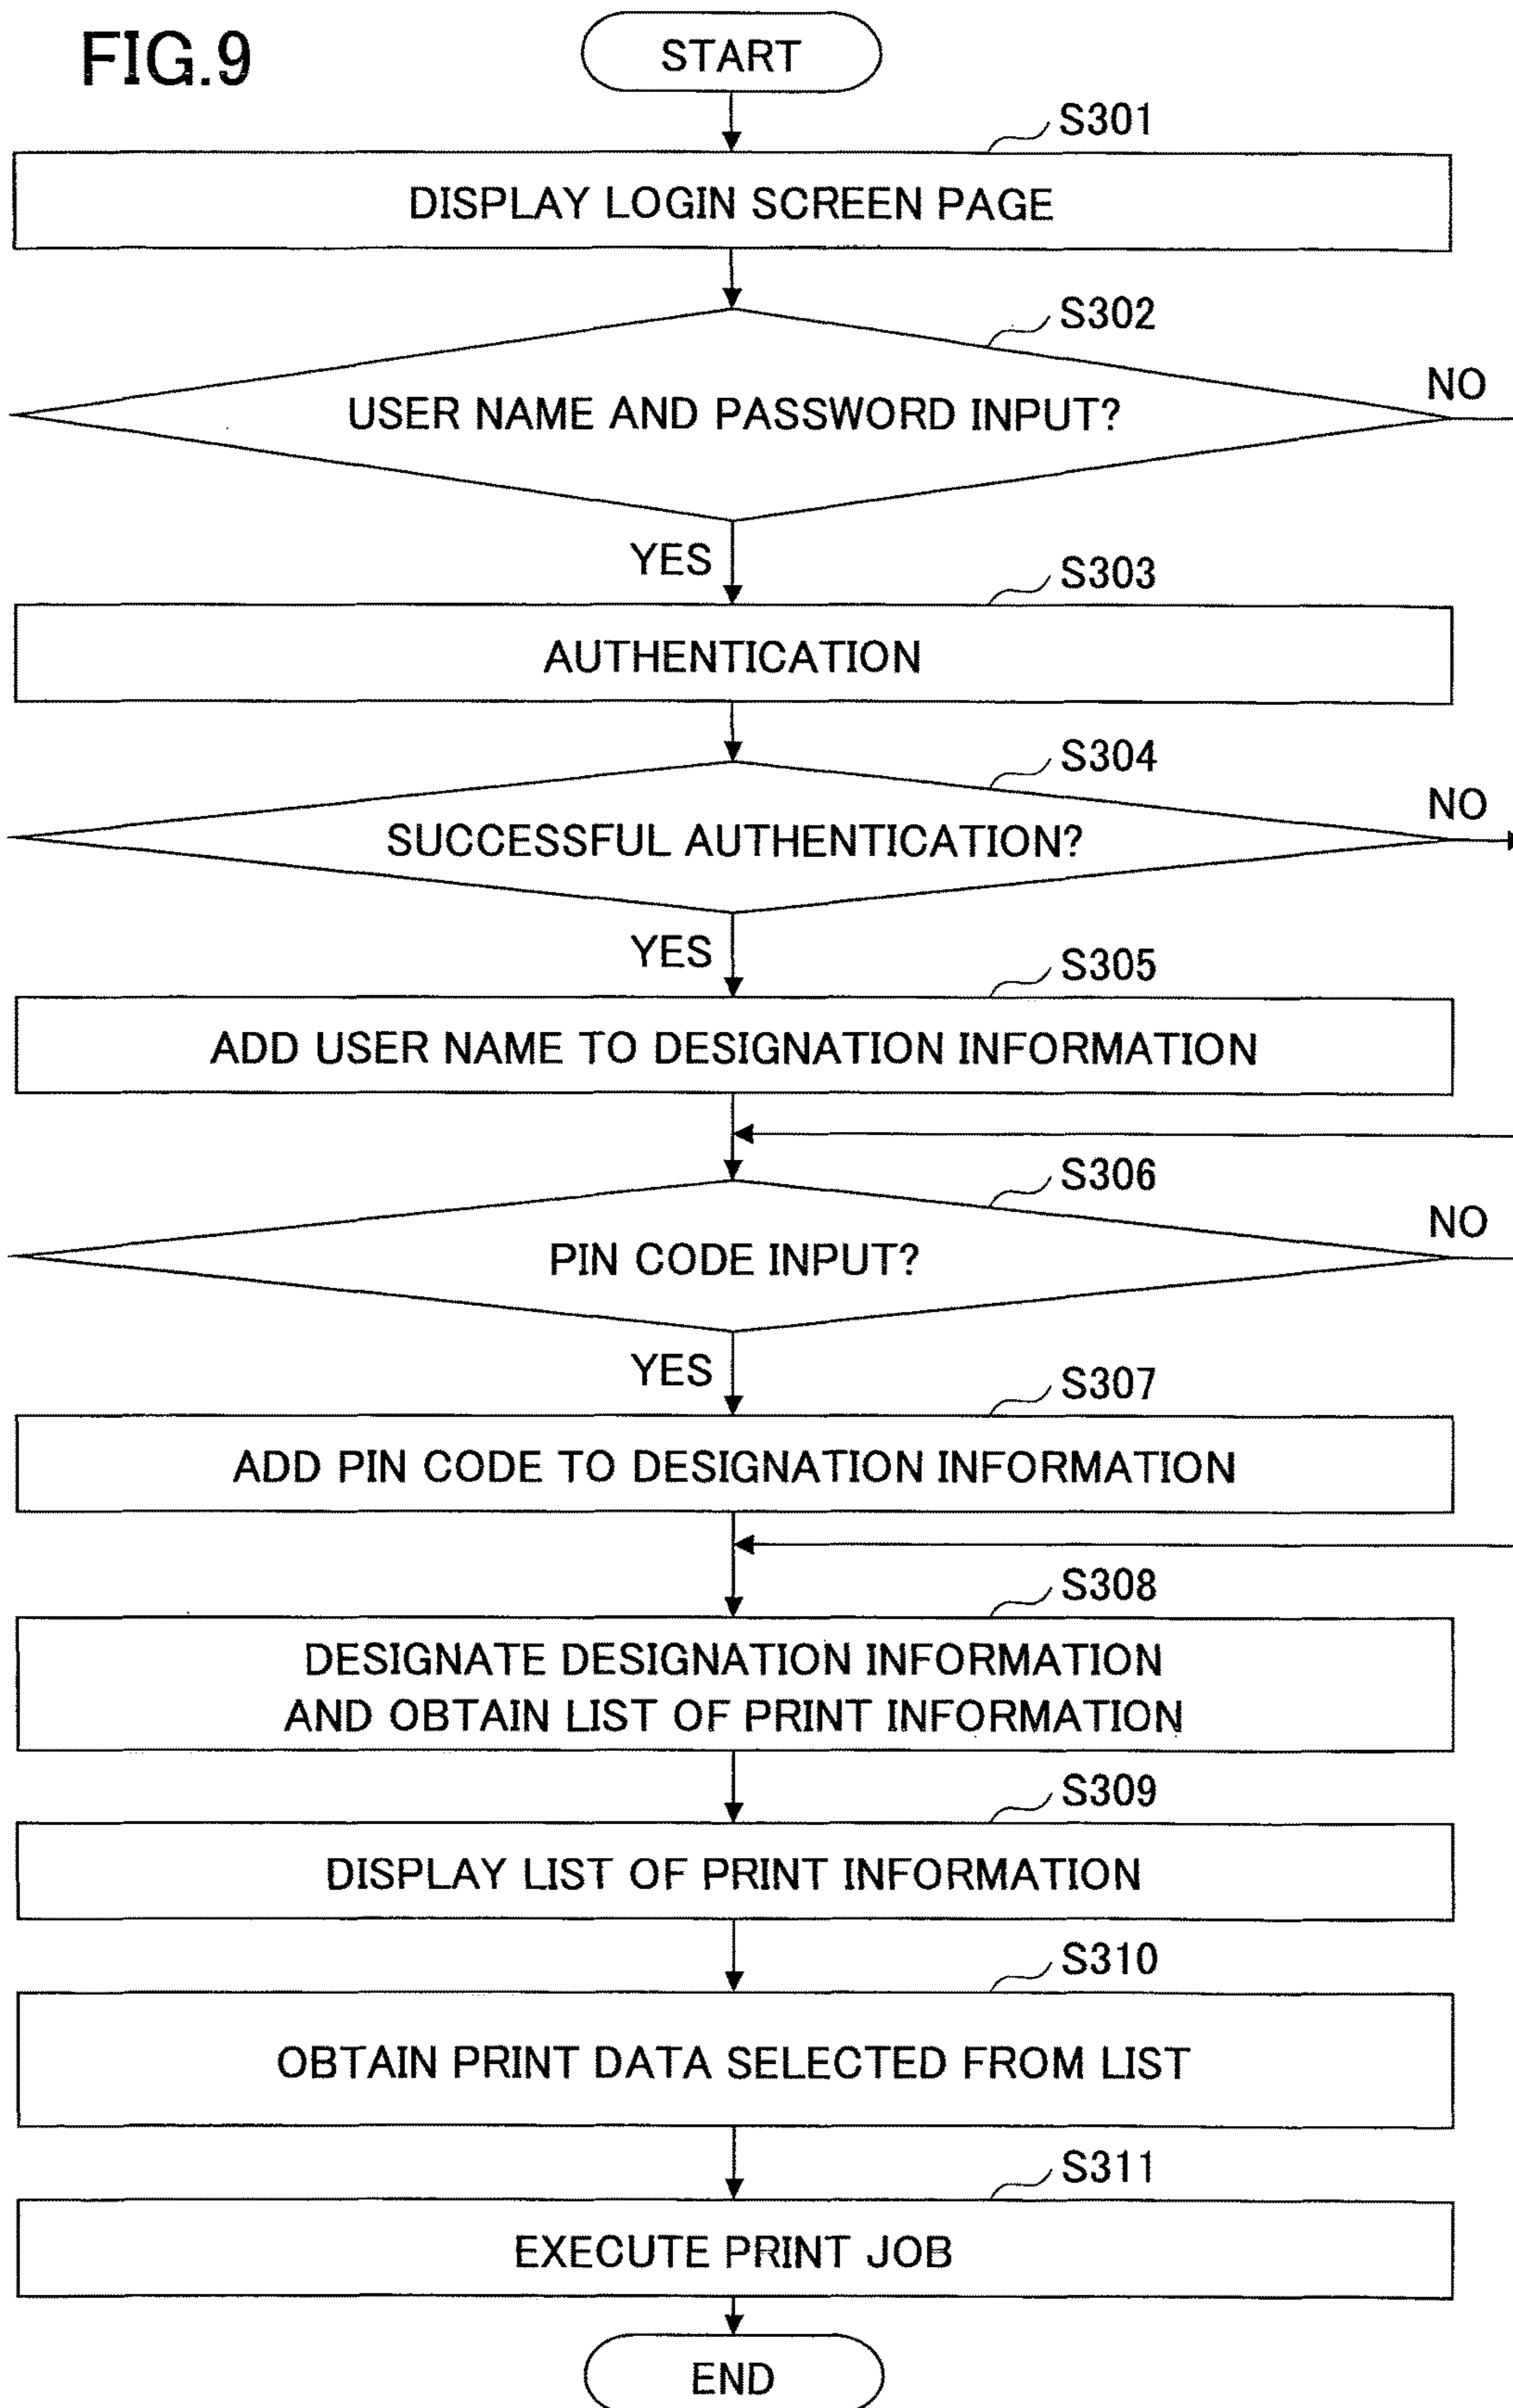 FIG.9
START
S301
DISPLAY LOGIN SCREEN PAGE
S302
USER NAME AND PASSWORD INPUT?
NO
YES
S303
AUTHENTICATION
S304
SUCCESSFUL AUTHENTICATION?
NO
YES
S305
ADD USER NAME TO DESIGNATION INFORMATION
S306
PIN CODE INPUT?
NO
YES
S307
ADD PIN CODE TO DESIGNATION INFORMATION
S308
DESIGNATE DESIGNATION INFORMATION
AND OBTAIN LIST OF PRINT INFORMATION
S309
DISPLAY LIST OF PRINT INFORMATION
S310
OBTAIN PRINT DATA SELECTED FROM LIST
S311
EXECUTE PRINT JOB
END